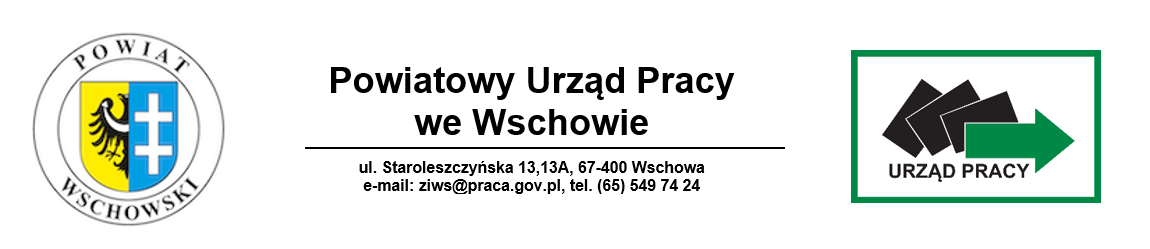 POWIAT
WSCHOWSKI
Powiatowy Urząd Pracy
we Wschowie
ul. Staroleszczyńska 13,13A, 67-400 Wschowa
e-mail: ziws@praca.gov.pl, tel. (65) 549 74 24
URZĄD PRACY